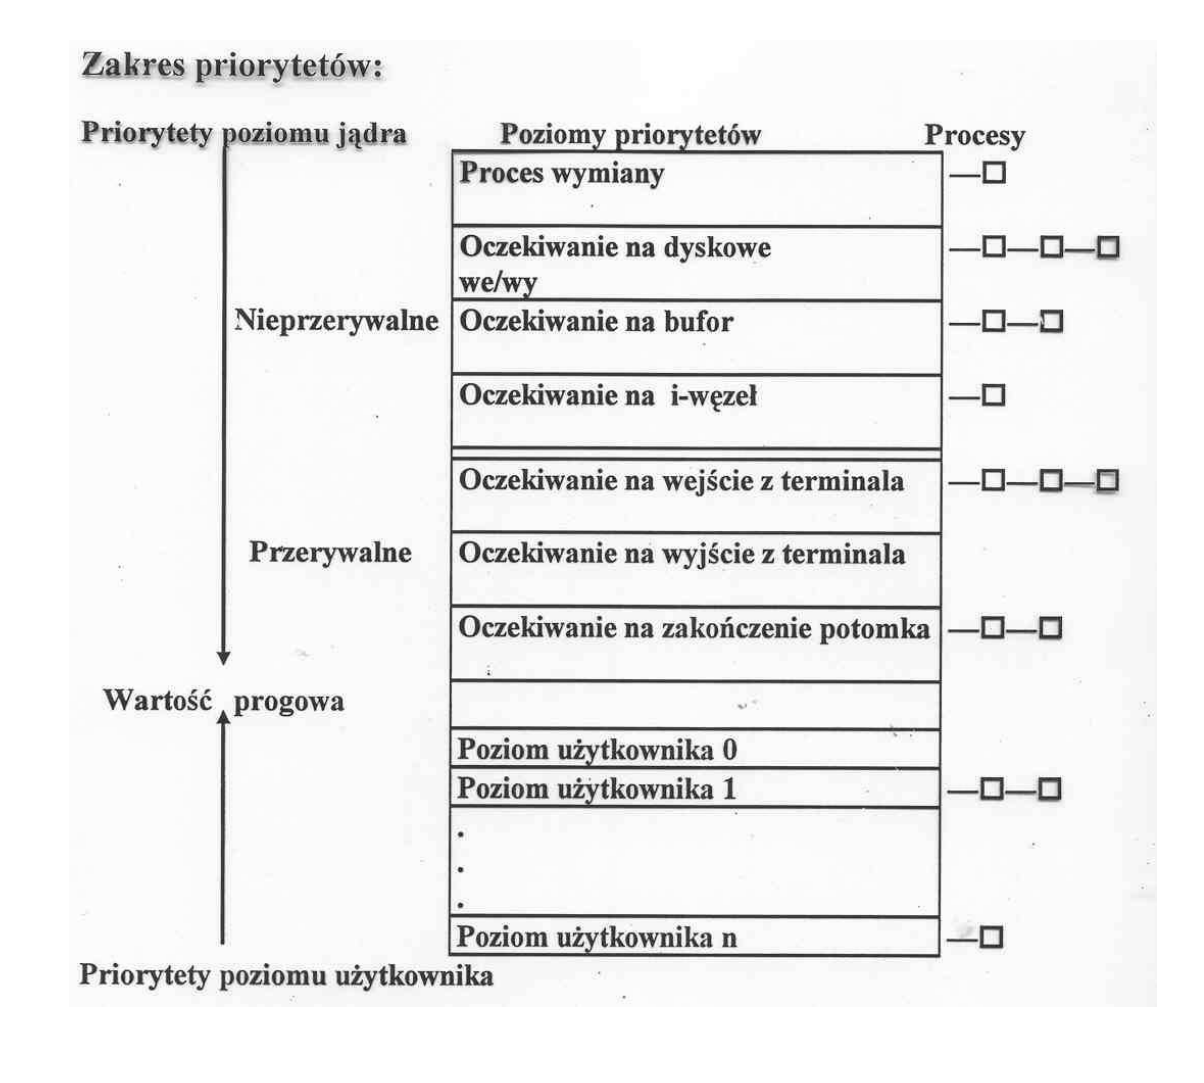 Zakres priorytetów:
Priorytety poziomu jądra
Poziomy priorytetów
Procesy
Proces wymiany
Oczekiwanie na dyskowe
we/wy
Nieprzerywalne
Oczekiwanie na bufor
Oczekiwanie na i-węzeł
Oczekiwanie na wejście z terminala
Przerywalne
Oczekiwanie na wyjście z terminala
Oczekiwanie na zakończenie potomka
Wartość progowa
Poziom użytkownika 0
Poziom użytkownika 1
.
.
.
Poziom użytkownika n
Priorytety poziomu użytkownika